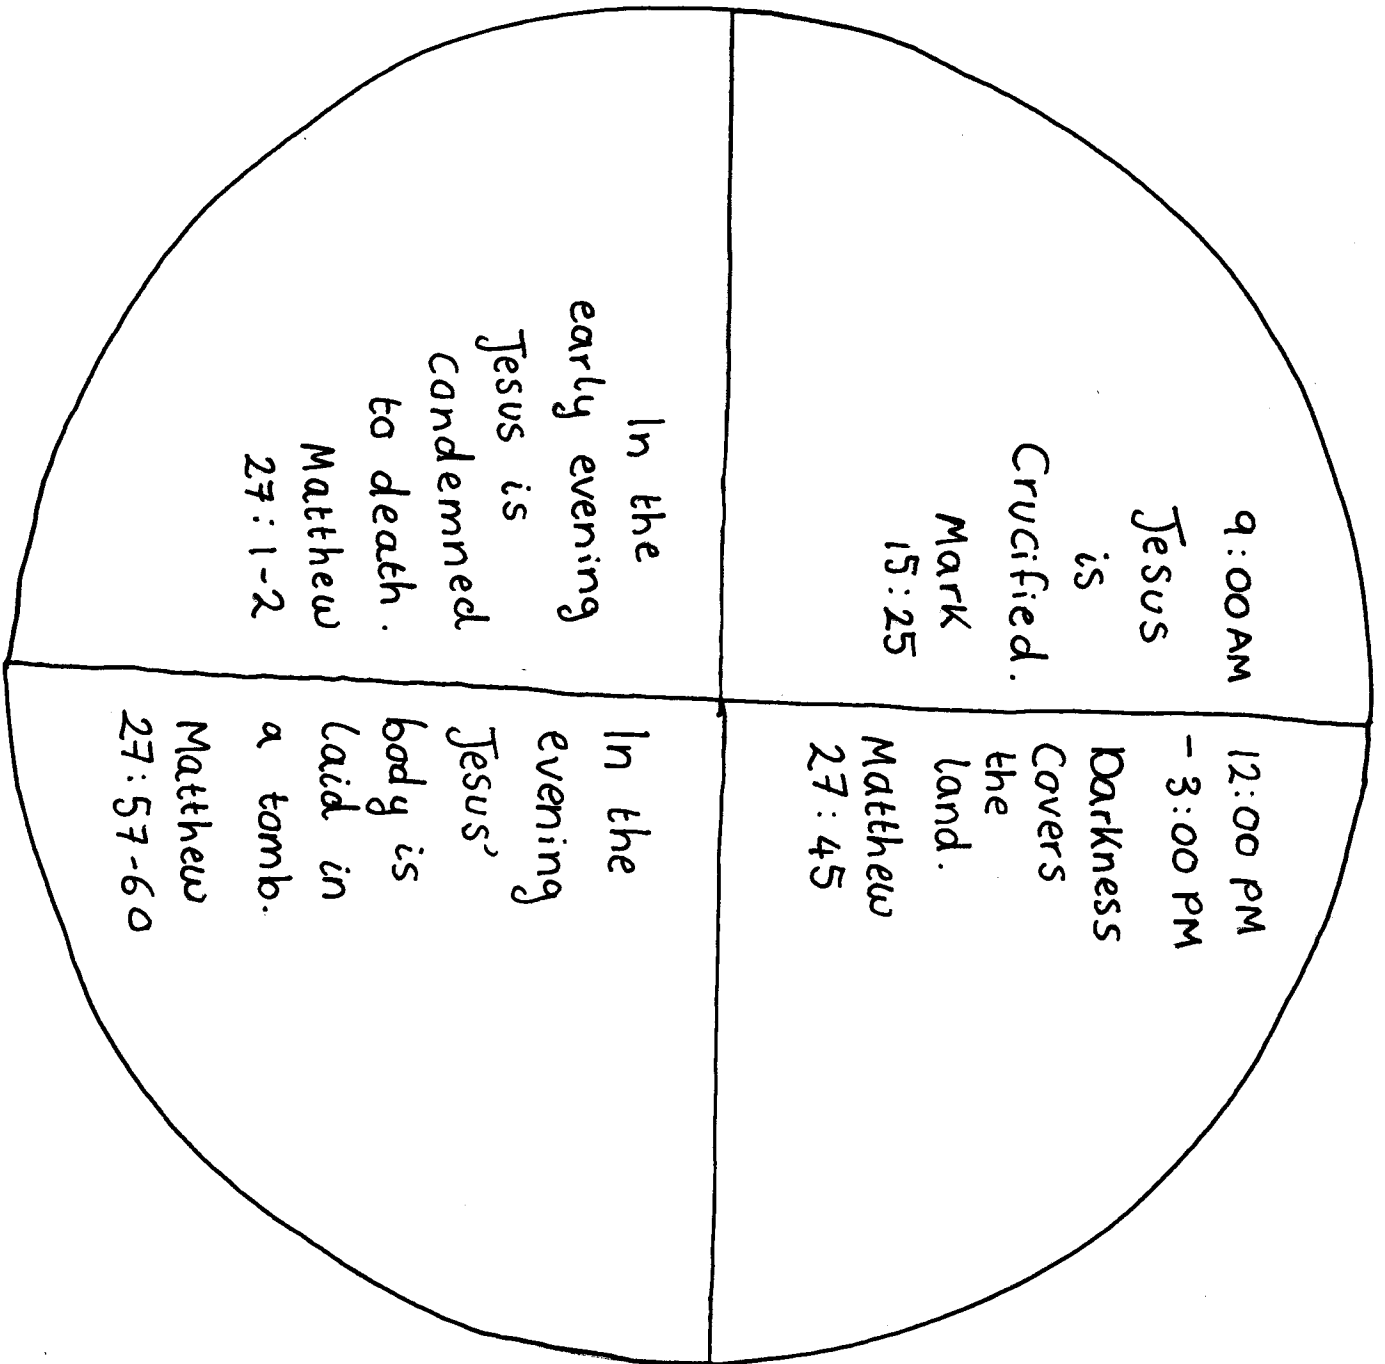 9:00AM
Jesus
is
Crucified.
Mark
15:25
12:00 PM
- 3:00 PM
Darkness
Covers
the
land.
Matthew
27:45
In the
early evening
Jesus is
condemned
to death.
Matthew
27:1-2
In the
evening
Jesus'
body is
laid in
a tomb.
Matthew
27:57-60